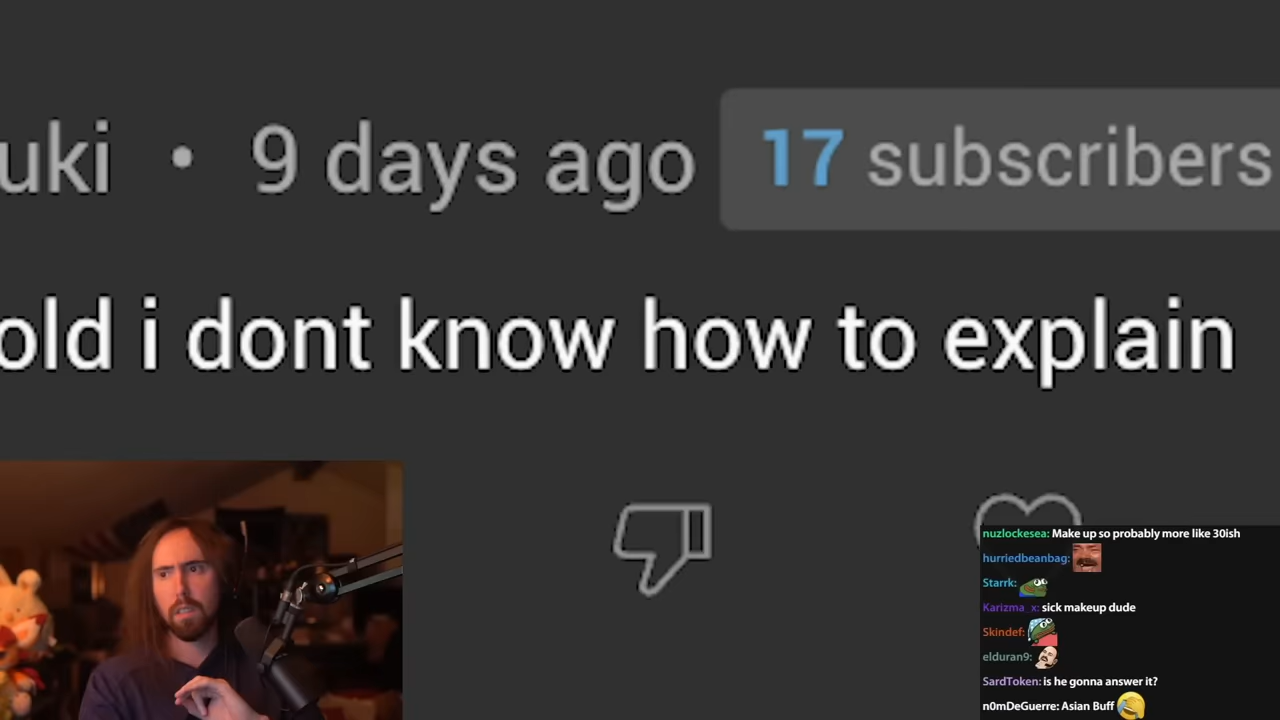 uki • 9 days ago 17 subscribers
old i dont know how to explain
nuzlockesea: Make up so probably more like 30ish
hurriedbeanbag:
Starrk:
Karizma_x: sick makeup dude
Skindef:
elduran9:
SardToken: is he gonna answer it?
n0mDeGuerre: Asian Buff